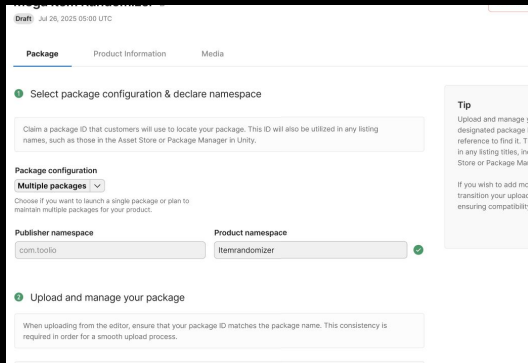 Mega Item Randomizer
Draft Jul 26, 2025 05:00 UTC
Package Product Information Media
1 Select package configuration & declare namespace
Claim a package ID that customers will use to locate your package. This ID will also be utilized in any listing
names, such as those in the Asset Store or Package Manager in Unity.
Package configuration
Multiple packages
Choose if you want to launch a single package or plan to
maintain multiple packages for your product.
Publisher namespace Product namespace
com.toolio Itemrandomizer
2 Upload and manage your package
When uploading from the editor, ensure that your package ID matches the package name. This consistency is
required in order for a smooth upload process.
Tip
Upload and manage
designated package
reference to find it. T
in any listing titles, in
Store or Package Ma
If you wish to add mo
transition your uploa
ensuring compatibilit